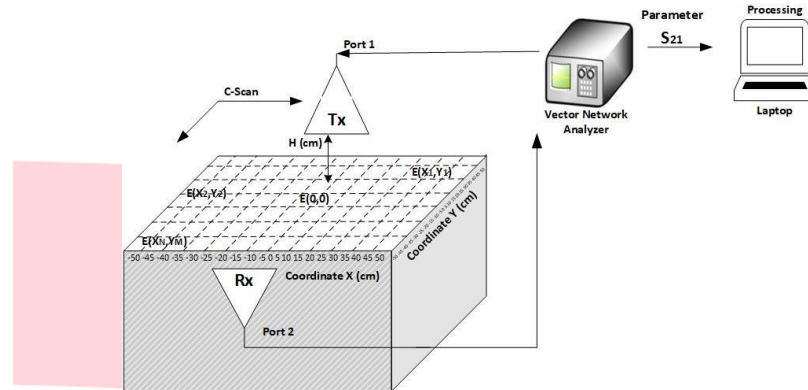 Parameter
Processing
S21
Port 1
C-Scan
Tx
Vector Network
Analyzer
Laptop
H (cm)
E(X1,Y1)
E(X2,Y2)
E(0,0)
E(XN,YM)
Coordinate Y (cm)
-50 -45 -40 -35 -30 -25 -20 -15 -10 -5 0 5 10 15 20 25 30 35 40 45 50
Coordinate X (cm)
Rx
Port 2